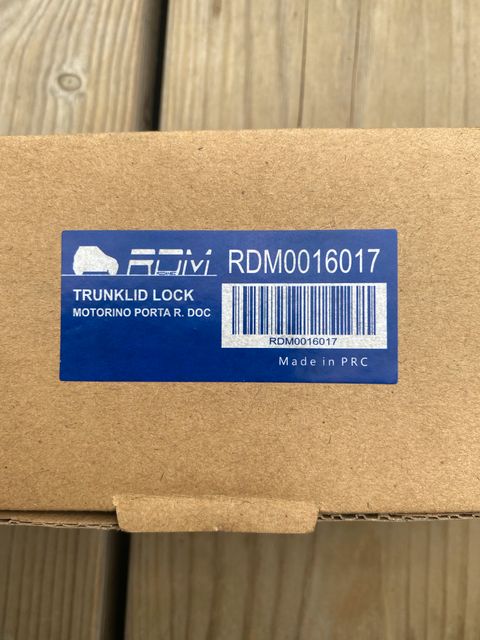 RDM
RDM0016017
TRUNKLID LOCK
MOTORINO PORTA R. DOC
RDM0016017
Made in PRC